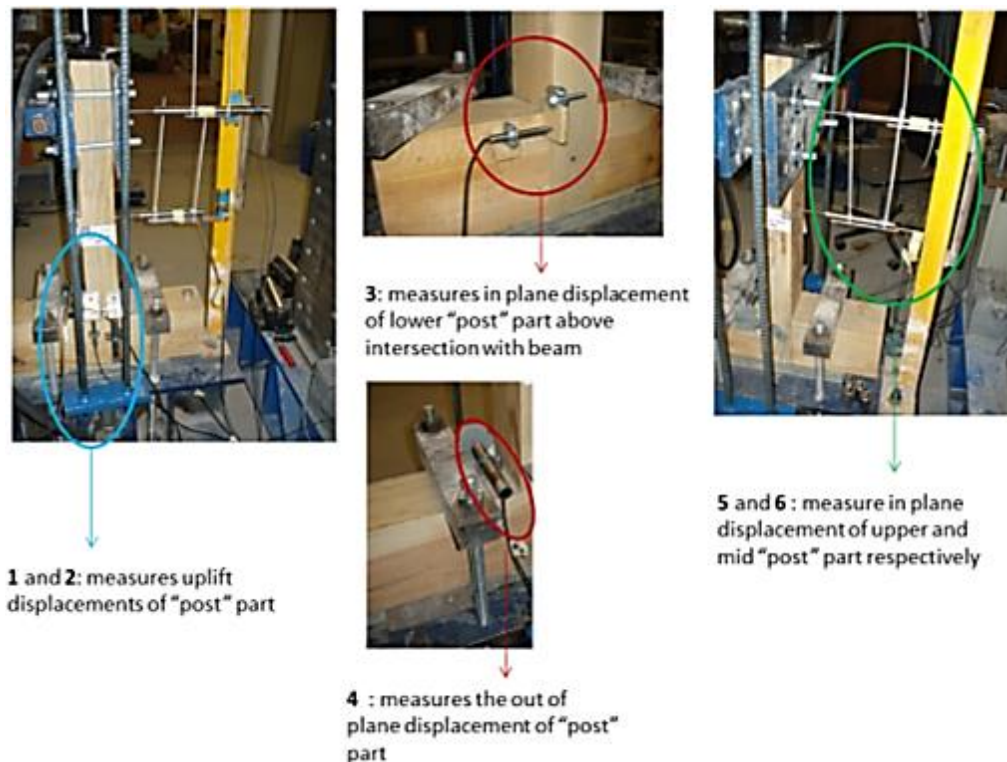 3: measures in plane displacement
of lower "post" part above
intersection with beam
1 and 2: measures uplift
displacements of "post" part
5 and 6 : measure in plane
displacement of upper and
mid "post" part respectively
4 : measures the out of
plane displacement of "post"
part